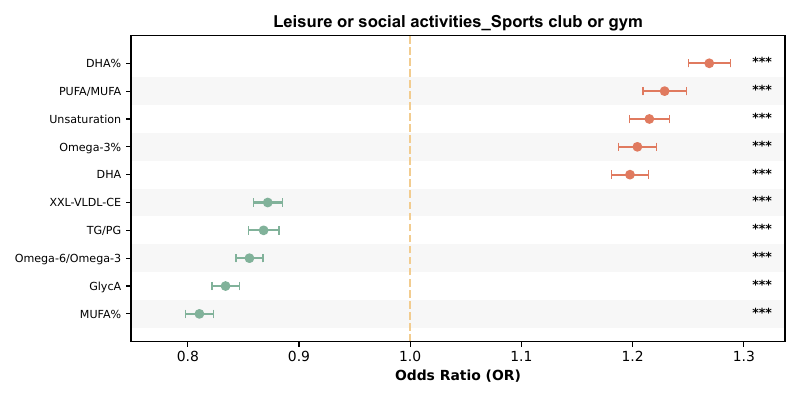 Leisure or social activities_Sports club or gym
DHA% ***
PUFA/MUFA ***
Unsaturation ***
Omega-3% ***
DHA ***
XXL-VLDL-CE ***
TG/PG ***
Omega-6/Omega-3 ***
GlycA ***
MUFA% ***
0.8 0.9 1.0 1.1 1.2 1.3
Odds Ratio (OR)